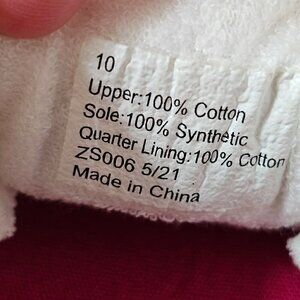 10
Upper:100% Cotton
Sole:100% Synthetic
Quarter Lining:100% Cotton
ZS006 5/21
Made in China